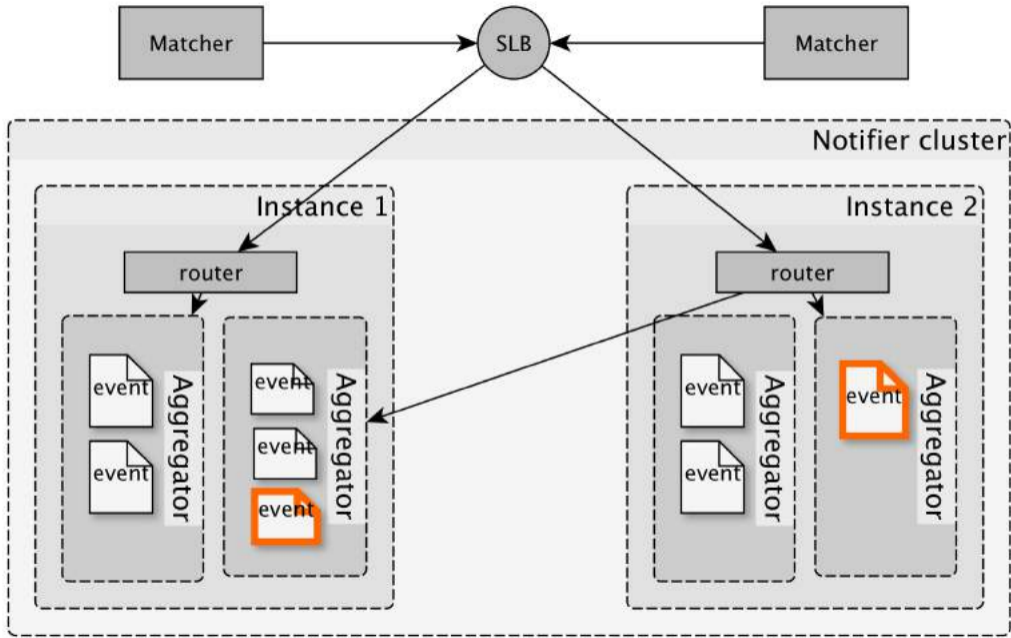 Matcher
SLB
Matcher
Notifier cluster
Instance 1
Instance 2
router
router
event
event
Aggregator
event
event
event
Aggregator
event
event
Aggregator
event
Aggregator